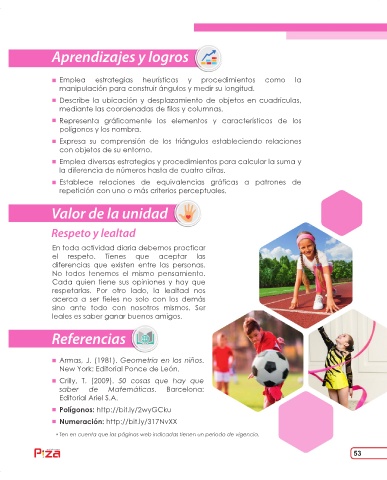 Aprendizajes y logros
Emplea estrategias heurísticas y procedimientos como la
manipulación para construir ángulos y medir su longitud.
Describe la ubicación y desplazamiento de objetos en cuadrículas,
mediante las coordenadas de filas y columnas.
Representa gráficamente los elementos y características de los
polígonos y los nombra.
Expresa su comprensión de los triángulos estableciendo relaciones
con objetos de su entorno.
Emplea diversas estrategias y procedimientos para calcular la suma y
la diferencia de números hasta de cuatro cifras.
Establece relaciones de equivalencias gráficas a patrones de
repetición con uno o más criterios perceptuales.
Valor de la unidad
Respeto y lealtad
En toda actividad diaria debemos practicar
el respeto. Tienes que aceptar las
diferencias que existen entre las personas.
No todos tenemos el mismo pensamiento.
Cada quien tiene sus opiniones y hay que
respetarlas. Por otro lado, la lealtad nos
acerca a ser fieles no solo con los demás
sino ante todo con nosotros mismos. Ser
leales es saber ganar buenos amigos.
Referencias
Armas, J. (1981). Geometría en los niños.
New York: Editorial Ponce de León.
Crilly, T. (2009). 50 cosas que hay que
saber de Matemáticas. Barcelona:
Editorial Ariel S.A.
Polígonos: http://bit.ly/2wyGCku
Numeración: http://bit.ly/317NvXX
• Ten en cuenta que las páginas web indicadas tienen un periodo de vigencia.
Pza
53